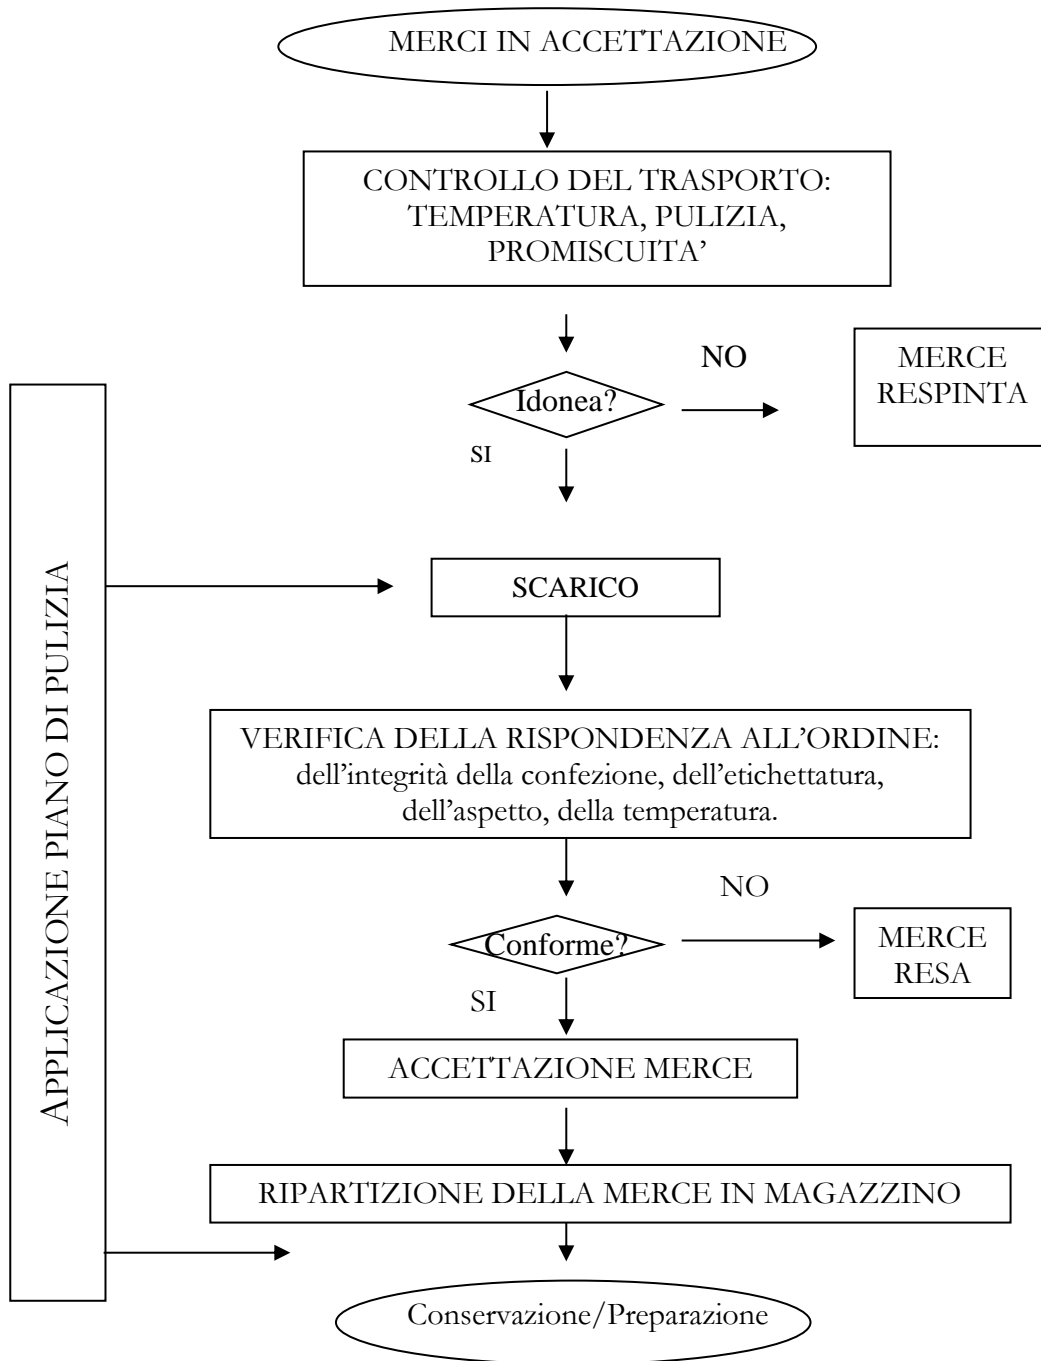 MERCI IN ACCETTAZIONE
CONTROLLO DEL TRASPORTO:
TEMPERATURA, PULIZIA,
PROMISCUITA’
NO
MERCE
RESPINTA
Idonea?
SI
APPLICAZIONE PIANO DI PULIZIA
SCARICO
VERIFICA DELLA RISPONDENZA ALL’ORDINE:
dell’integrità della confezione, dell’etichettatura,
dell’aspetto, della temperatura.
NO
Conforme?
MERCE
RESA
SI
ACCETTAZIONE MERCE
RIPARTIZIONE DELLA MERCE IN MAGAZZINO
Conservazione/Preparazione